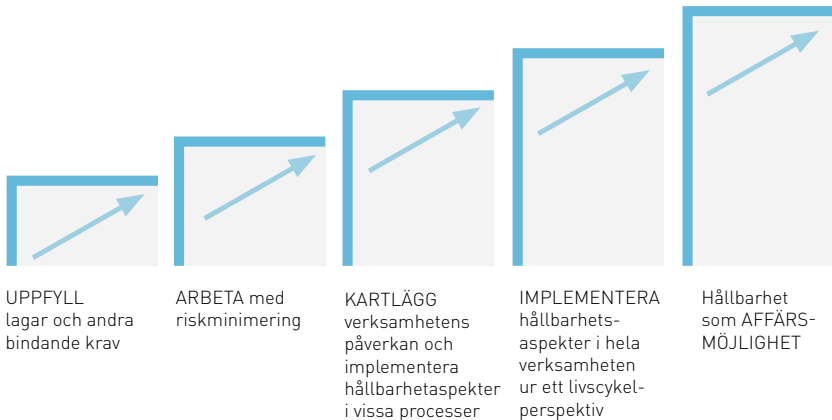 UPPFYLL
lagar och andra
bindande krav
ARBETA med
riskminimering
KARTLÄGG
verksamhetens
påverkan och
implementera
hållbarhetaspekter
i vissa processer
IMPLEMENTERA
hållbarhets-
aspekter i hela
verksamheten
ur ett livscykel-
perspektiv
Hållbarhet
som AFFÄRS-
MÖJLIGHET